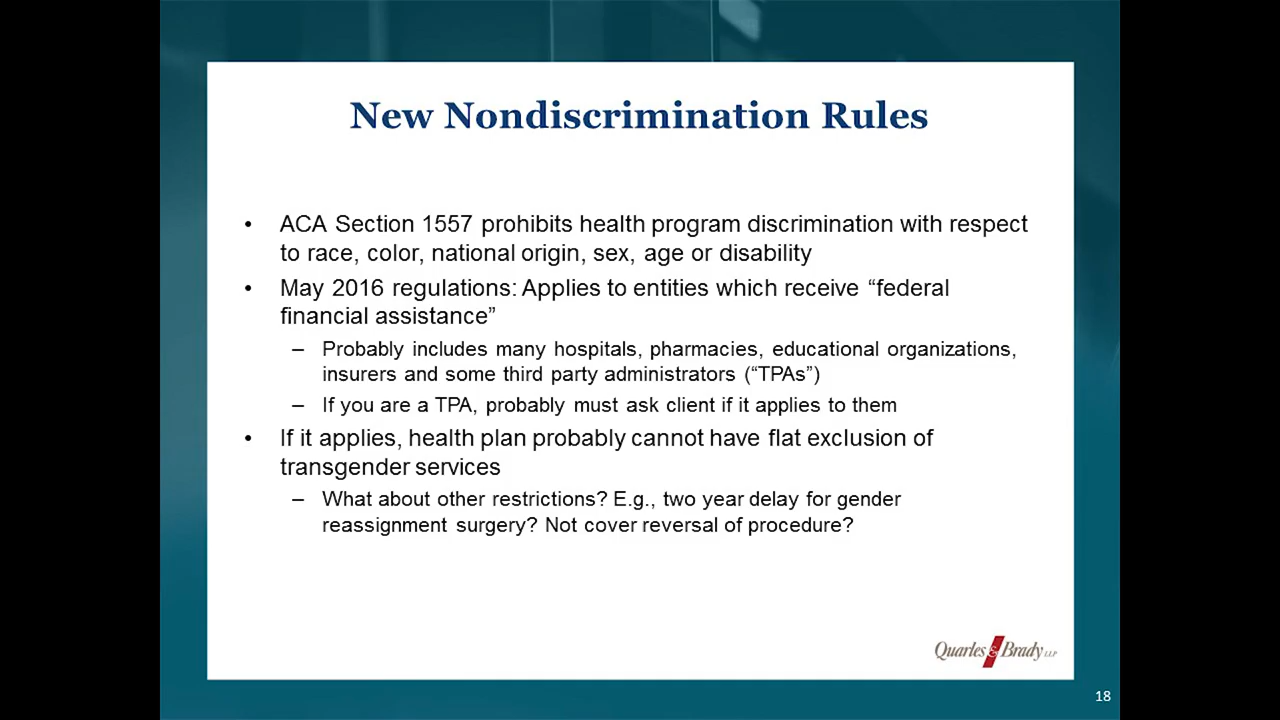 New Nondiscrimination Rules
• ACA Section 1557 prohibits health program discrimination with respect
to race, color, national origin, sex, age or disability
• May 2016 regulations: Applies to entities which receive “federal
financial assistance”
– Probably includes many hospitals, pharmacies, educational organizations,
insurers and some third party administrators (“TPAs”)
– If you are a TPA, probably must ask client if it applies to them
• If it applies, health plan probably cannot have flat exclusion of
transgender services
– What about other restrictions? E.g., two year delay for gender
reassignment surgery? Not cover reversal of procedure?
Quarles & Brady LLP
18